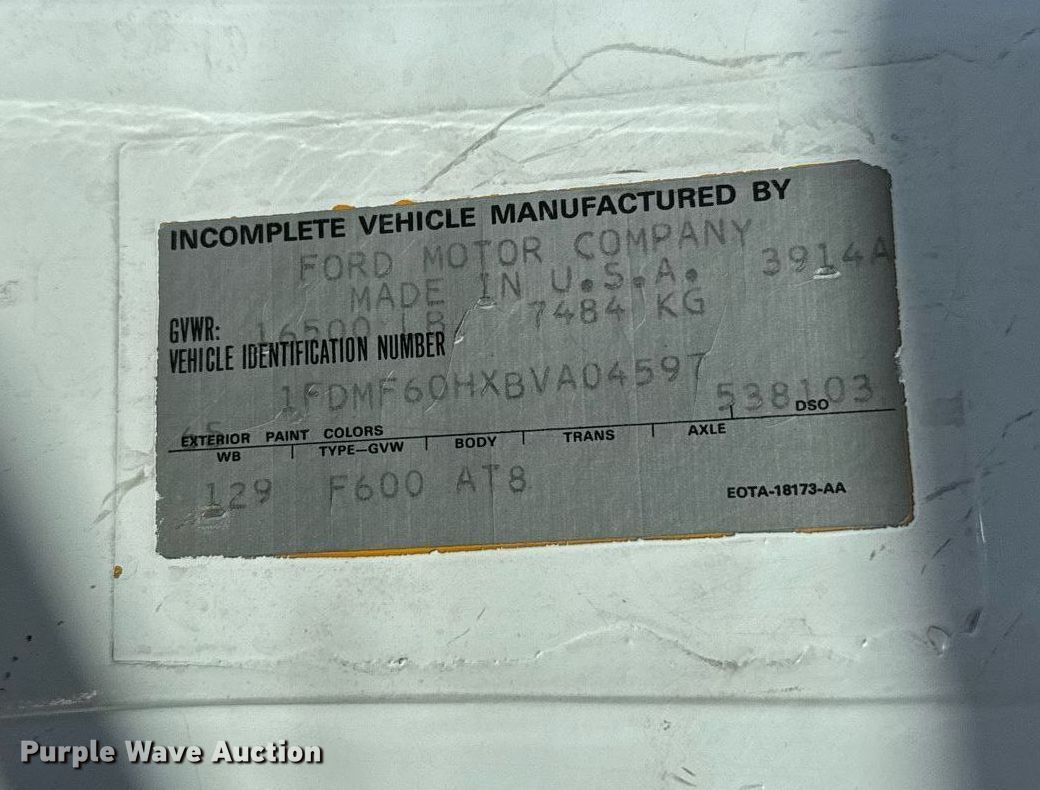 INCOMPLETE VEHICLE MANUFACTURED BY
FORD MOTOR COMPANY
MADE IN U.S.A. 3914A
GVWR: 16500 LB 7484 KG
VEHICLE IDENTIFICATION NUMBER
1FDMF60HXBVA04597
538103
EXTERIOR PAINT COLORS DSO
WB TYPE-GVW BODY TRANS AXLE
129 F600 AT8
EOTA-18173-AA
Purple Wave Auction